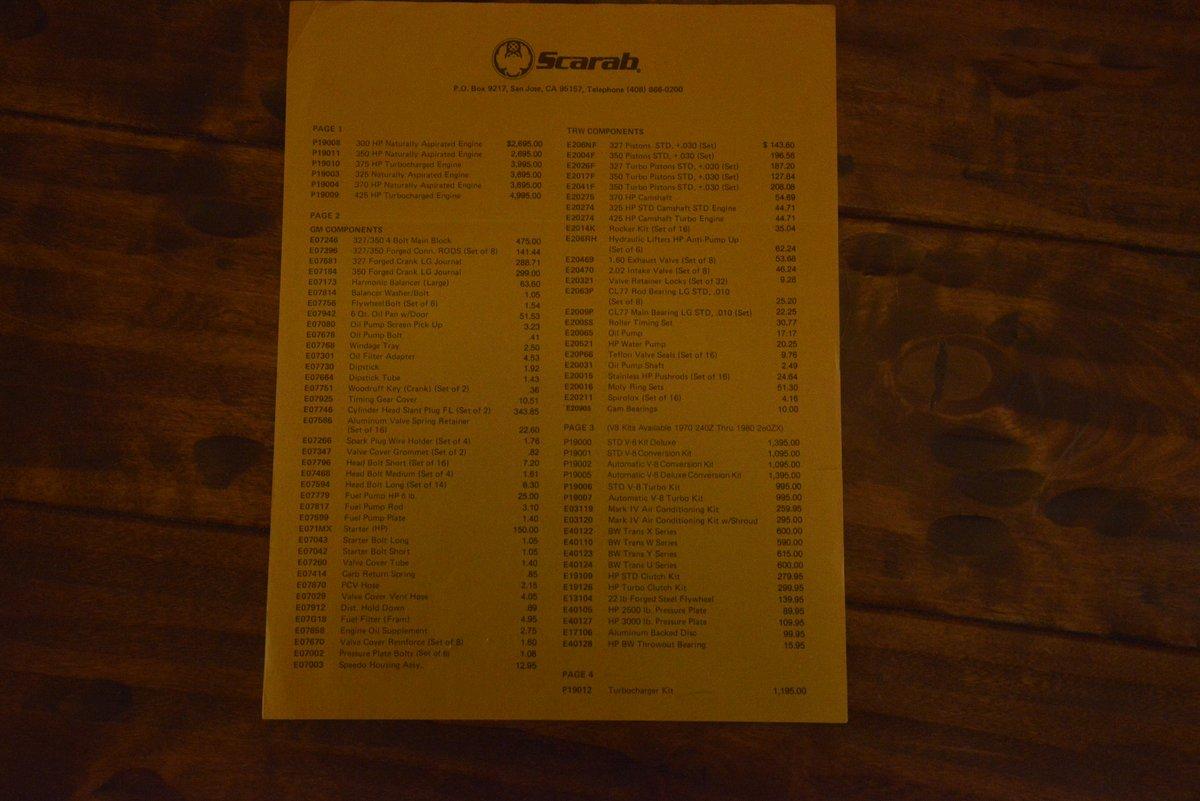 Scarab®
P.O. Box 9217, San Jose, CA 95157, Telephone (408) 866-0200
PAGE 1
P19008 300 HP Naturally Aspirated Engine $2,695.00
P19011 350 HP Naturally Aspirated Engine 2,695.00
P19010 375 HP Turbocharged Engine 3,995.00
P19003 325 Naturally Aspirated Engine 3,695.00
P19004 370 HP Naturally Aspirated Engine 3,895.00
P19009 425 HP Turbocharged Engine 4,995.00
PAGE 2
GM COMPONENTS
E07246 327/350 4 Bolt Main Block 475.00
E07396 327/350 Forged Conn. RODS (Set of 8) 141.44
E07681 327 Forged Crank LG Journal 288.71
E07184 350 Forged Crank LG Journal 299.00
E07173 Harmonic Balancer (Large) 63.60
E07814 Balancer Washer/Bolt 1.05
E07756 Flywheel Bolt (Set of 6) 1.54
E07942 6 Qt. Oil Pan w/Door 51.53
E07080 Oil Pump Screen Pick Up 3.23
E07678 Oil Pump Bolt .41
E07768 Windage Tray 2.50
E07301 Oil Filter Adapter 4.53
E07730 Dipstick 1.92
E07664 Dipstick Tube 1.43
E07751 Woodruff Key (Crank) (Set of 2) .36
E07925 Timing Gear Cover 10.51
E07746 Cylinder Head Slant Plug FL (Set of 2) 343.85
E07586 Aluminum Valve Spring Retainer
(Set of 16) 22.60
E07266 Spark Plug Wire Holder (Set of 4) 1.76
E07347 Valve Cover Grommet (Set of 2) .82
E07796 Head Bolt Short (Set of 16) 7.20
E07468 Head Bolt Medium (Set of 4) 1.61
E07594 Head Bolt Long (Set of 14) 6.30
E07779 Fuel Pump HP 6 lb. 25.00
E07817 Fuel Pump Rod 3.10
E07599 Fuel Pump Plate 1.40
E071MX Starter (HP) 150.00
E07043 Starter Bolt Long 1.05
E07042 Starter Bolt Short 1.05
E07260 Valve Cover Tube 1.40
E07414 Carb Return Spring .85
E07870 PCV Hose 2.15
E07029 Valve Cover Vent Hose 4.05
E07912 Dist. Hold Down .89
E07G18 Fuel Filter (Fram) 4.95
E07858 Engine Oil Supplement 2.75
E07670 Valve Cover Reinforce (Set of 8) 1.60
E07002 Pressure Plate Bolts (Set of 6) 1.08
E07003 Speedo Housing Assy. 12.95
TRW COMPONENTS
E206NF 327 Pistons STD, +.030 (Set) $ 143.60
E2004F 350 Pistons STD, +.030 (Set) 196.56
E2026F 327 Turbo Pistons STD, +.030 (Set) 187.20
E2017F 350 Turbo Pistons STD, +.030 (Set) 127.84
E2041F 350 Turbo Pistons STD, +.030 (Set) 208.08
E20275 370 HP Camshaft 54.69
E20274 325 HP STD Camshaft STD Engine 44.71
E20274 425 HP Camshaft Turbo Engine 44.71
E2014K Rocker Kit (Set of 16) 35.04
E206RH Hydraulic Lifters HP Anti-Pump Up
(Set of 6) 62.24
E20469 1.60 Exhaust Valve (Set of 8) 53.68
E20470 2.02 Intake Valve (Set of 8) 46.24
E20321 Valve Retainer Locks (Set of 32) 9.28
E2063P CL77 Rod Bearing LG STD, .010
(Set of 8) 25.20
E2009P CL77 Main Bearing LG STD, .010 (Set) 22.25
E200SS Roller Timing Set 30.77
E20065 Oil Pump 17.17
E20521 HP Water Pump 20.25
E20P66 Teflon Valve Seals (Set of 16) 9.76
E20031 Oil Pump Shaft 2.49
E20015 Stainless HP Pushrods (Set of 16) 24.64
E20016 Moly Ring Sets 51.30
E20211 Spirolox (Set of 16) 4.16
E20908 Cam Bearings 10.00
PAGE 3 (V8 Kits Available 1970 240Z Thru 1980 280ZX)
P19000 STD V-8 Kit Deluxe 1,395.00
P19001 STD V-8 Conversion Kit 1,095.00
P19002 Automatic V-8 Conversion Kit 1,095.00
P19005 Automatic V-8 Deluxe Conversion Kit 1,395.00
P19006 STD V-8 Turbo Kit 995.00
P19007 Automatic V-8 Turbo Kit 995.00
E03119 Mark IV Air Conditioning Kit 259.95
E03120 Mark IV Air Conditioning Kit w/Shroud 295.00
E40122 BW Trans X Series 600.00
E40110 BW Trans W Series 590.00
E40123 BW Trans Y Series 615.00
E40124 BW Trans U Series 600.00
E19109 HP STD Clutch Kit 279.95
E19126 HP Turbo Clutch Kit 299.95
E13104 22 lb Forged Steel Flywheel 139.95
E40105 HP 2600 lb. Pressure Plate 89.95
E40127 HP 3000 lb. Pressure Plate 109.95
E17106 Aluminum Backed Disc 99.95
E40128 HP BW Throwout Bearing 15.95
PAGE 4
P19012 Turbocharger Kit 1,195.00